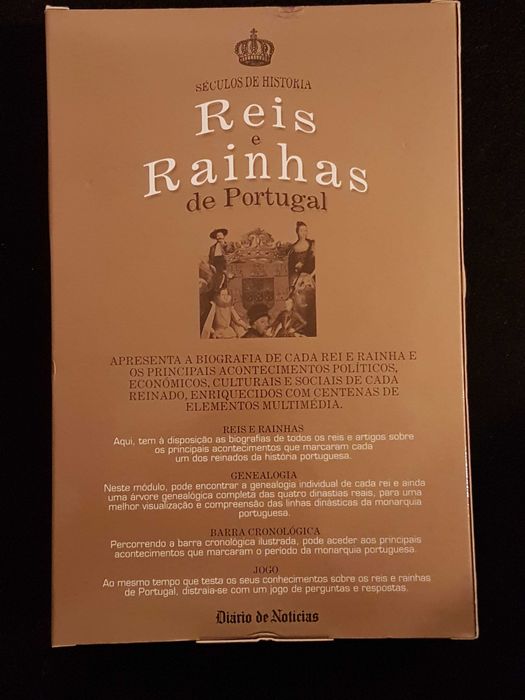 SÉCULOS DE HISTÓRIA
Reis
e
Rainhas
de Portugal
APRESENTA A BIOGRAFIA DE CADA REI E RAINHA E
OS PRINCIPAIS ACONTECIMENTOS POLÍTICOS,
ECONÓMICOS, CULTURAIS E SOCIAIS DE CADA
REINADO, ENRIQUECIDOS COM CENTENAS DE
ELEMENTOS MULTIMÉDIA.
REIS E RAINHAS
Aqui, tem à disposição as biografias de todos os reis e artigos sobre
os principais acontecimentos que marcaram cada
um dos reinados da história portuguesa.
GENEALOGIA
Neste módulo, pode encontrar a genealogia individual de cada rei e ainda
uma árvore genealógica completa das quatro dinastias reais, para uma
melhor visualização e compreensão das linhas dinásticas da monarquia
portuguesa.
BARRA CRONOLÓGICA
Percorrendo a barra cronológica ilustrada, pode aceder aos principais
acontecimentos que marcaram o período da monarquia portuguesa.
JOGO
Ao mesmo tempo que testa os seus conhecimentos sobre os reis e rainhas
de Portugal, distraia-se com um jogo de perguntas e respostas.
Diário de Notícias